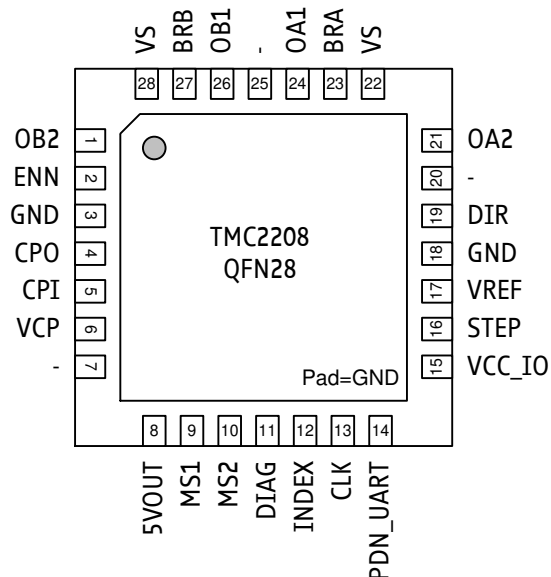 VS BRB OB1 - OA1 BRA VS
28 27 26 25 24 23 22
OB2 1
ENN 2
GND 3
CPO 4
CPI 5
VCP 6
- 7
TMC2208
QFN28
Pad=GND
21 OA2
20 -
19 DIR
18 GND
17 VREF
16 STEP
15 VCC_IO
8 9 10 11 12 13 14
5VOUT MS1 MS2 DIAG INDEX CLK PDN_UART